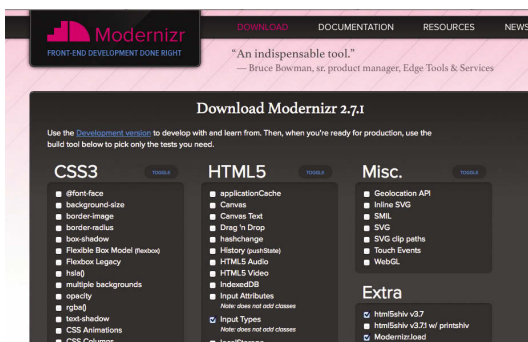 Modernizr
FRONT-END DEVELOPMENT DONE RIGHT
DOWNLOAD DOCUMENTATION RESOURCES NEWS
“An indispensable tool.”
— Bruce Bowman, sr. product manager, Edge Tools & Services
Download Modernizr 2.7.1
Use the Development version to develop with and learn from. Then, when you're ready for production, use the
build tool below to pick only the tests you need.
CSS3 TOGGLE
@font-face
background-size
border-image
border-radius
box-shadow
Flexible Box Model (flexbox)
Flexbox Legacy
hsla()
multiple backgrounds
opacity
rgba()
text-shadow
CSS Animations
CSS Columns
HTML5 TOGGLE
applicationCache
Canvas
Canvas Text
Drag 'n Drop
hashchange
History (pushState)
HTML5 Audio
HTML5 Video
IndexedDB
Input Attributes
Note: does not add classes
Input Types
Note: does not add classes
localStorage
Misc. TOGGLE
Geolocation API
Inline SVG
SMIL
SVG
SVG clip paths
Touch Events
WebGL
Extra
html5shiv v3.7
html5shiv v3.7.1 w/ printshiv
Modernizr.load